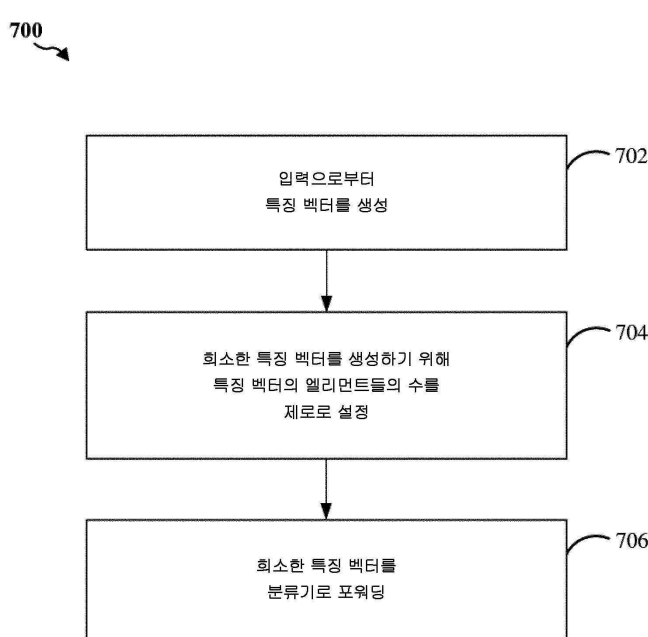 700
입력으로부터
특징 벡터를 생성
702
희소한 특징 벡터를 생성하기 위해
특징 벡터의 엘리먼트들의 수를
제로로 설정
704
희소한 특징 벡터를
분류기로 포워딩
706